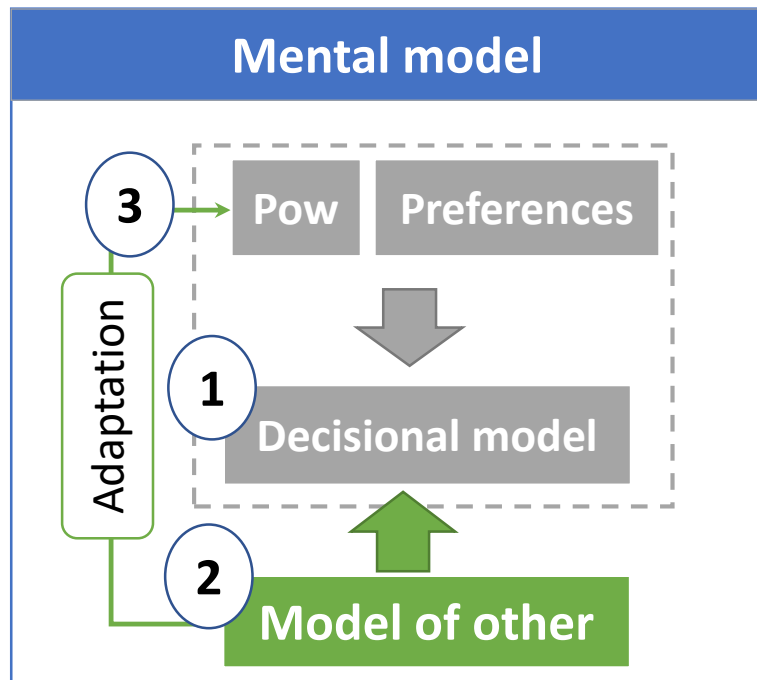 Mental model
3
Pow
Preferences
Adaptation
1
Decisional model
2
Model of other